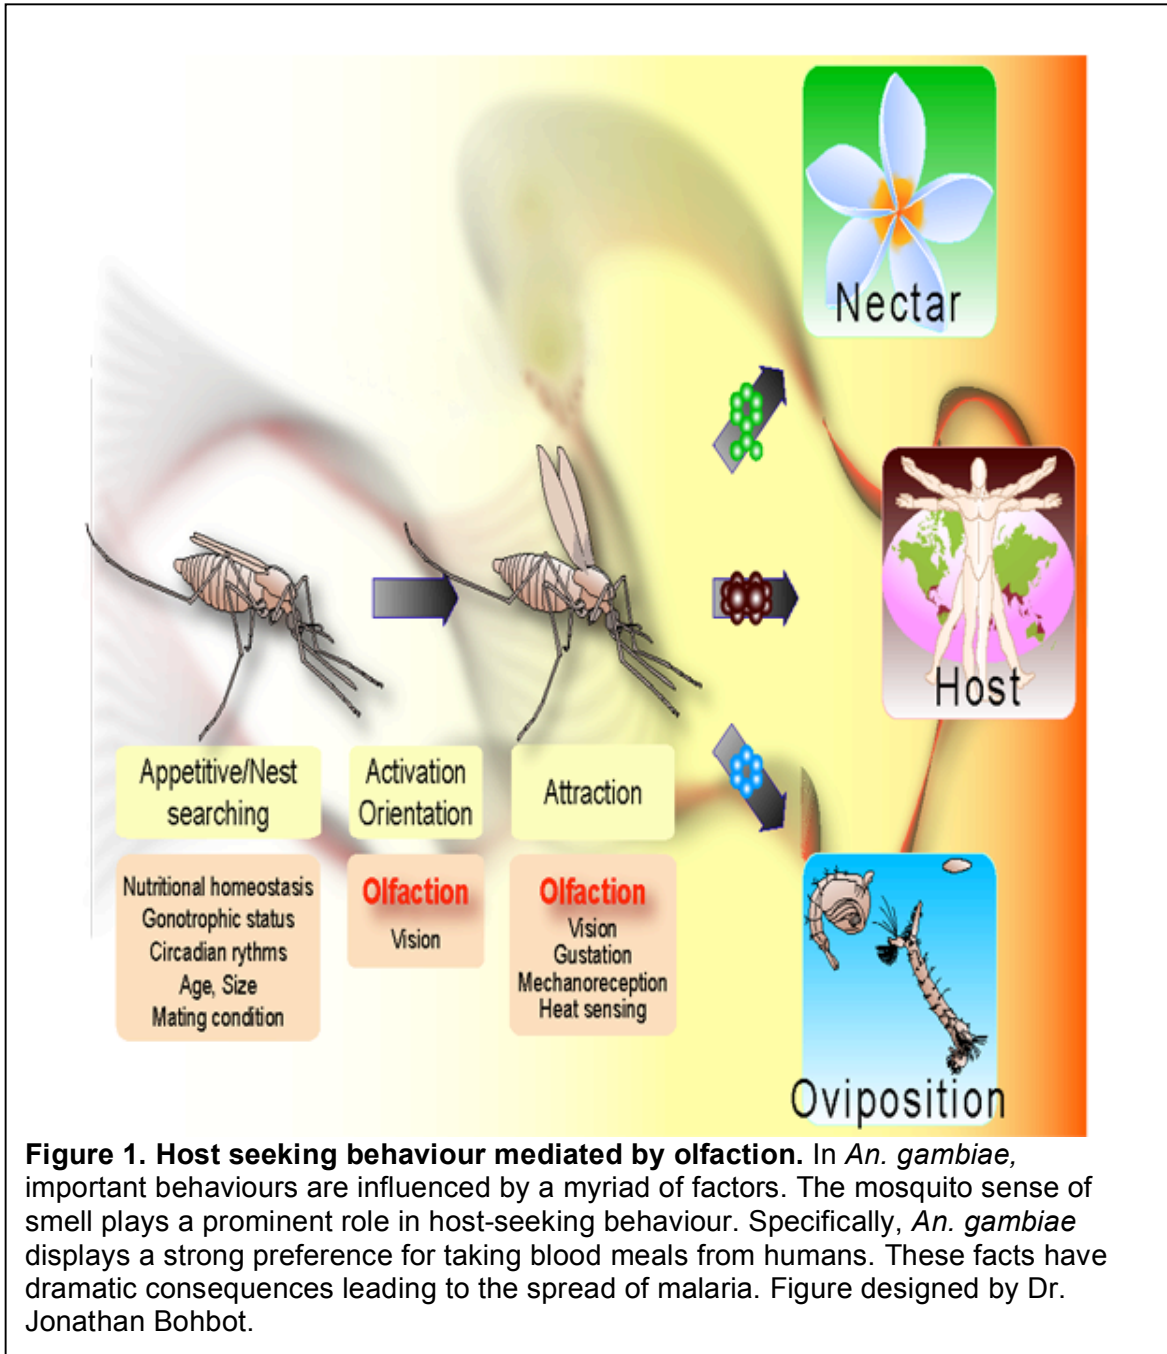 Nectar
Host
Appetitive/Nest
searching
Activation
Orientation
Attraction
Nutritional homeostasis
Gonotrophic status
Circadian rythms
Age, Size
Mating condition
Olfaction
Vision
Olfaction
Vision
Gustation
Mechanoreception
Heat sensing
Oviposition
Figure 1. Host seeking behaviour mediated by olfaction. In An. gambiae,
important behaviours are influenced by a myriad of factors. The mosquito sense of
smell plays a prominent role in host-seeking behaviour. Specifically, An. gambiae
displays a strong preference for taking blood meals from humans. These facts have
dramatic consequences leading to the spread of malaria. Figure designed by Dr.
Jonathan Bohbot.